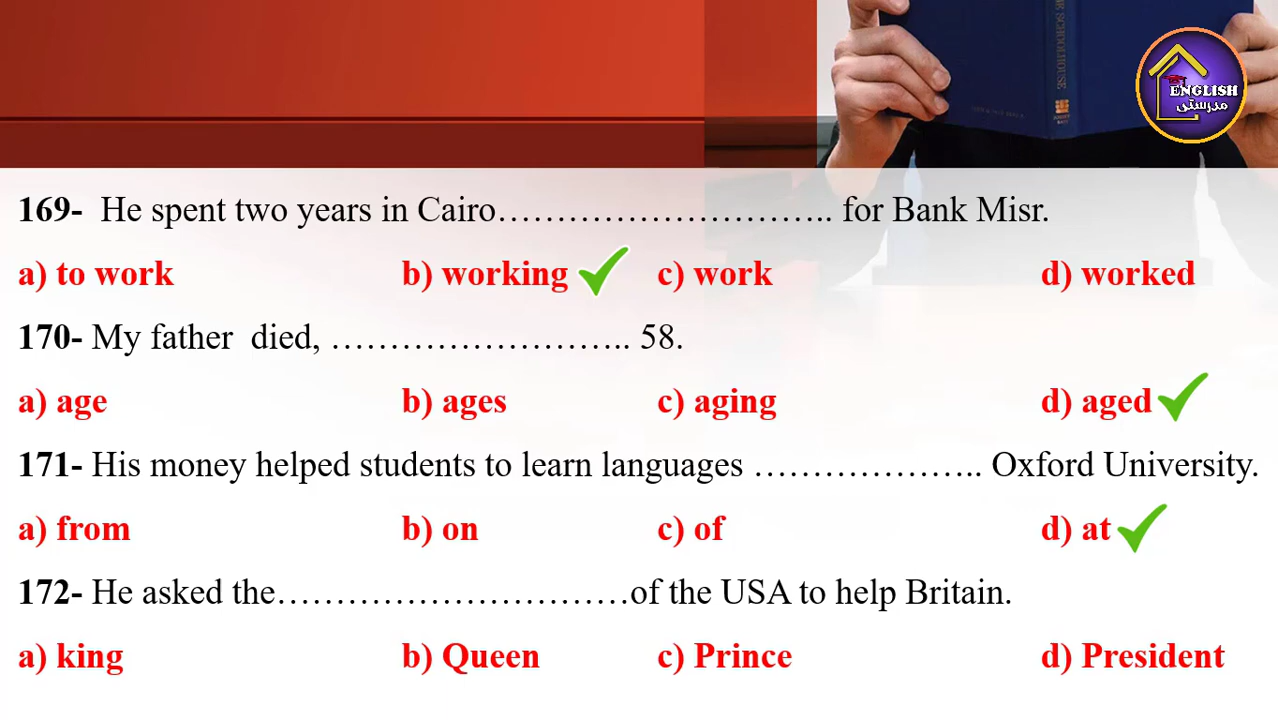 ENGLISH
مدرستى
169- He spent two years in Cairo………………………….. for Bank Misr.
a) to work b) working c) work d) worked
170- My father died, ……………………….. 58.
a) age b) ages c) aging d) aged
171- His money helped students to learn languages ……………….. Oxford University.
a) from b) on c) of d) at
172- He asked the…………………………of the USA to help Britain.
a) king b) Queen c) Prince d) President